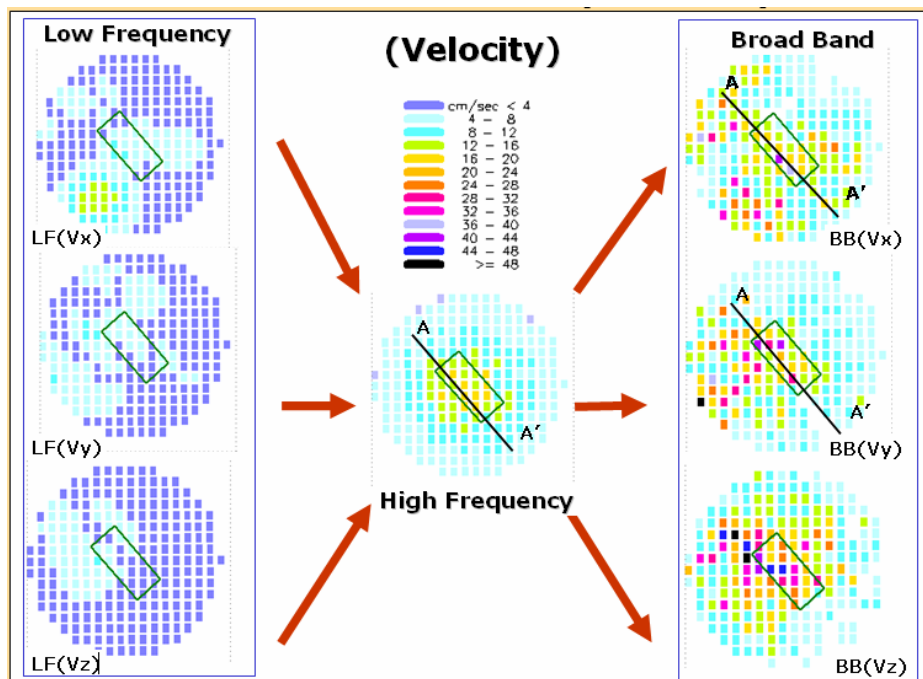 Low Frequency
(Velocity)
Broad Band
cm/sec < 4
4 - 8
8 - 12
12 - 16
16 - 20
20 - 24
24 - 28
28 - 32
32 - 36
36 - 40
40 - 44
44 - 48
>= 48
A
A'
LF(Vx)
BB(Vx)
A
A'
A
A'
LF(Vy)
BB(Vy)
High Frequency
LF(Vz)
BB(Vz)